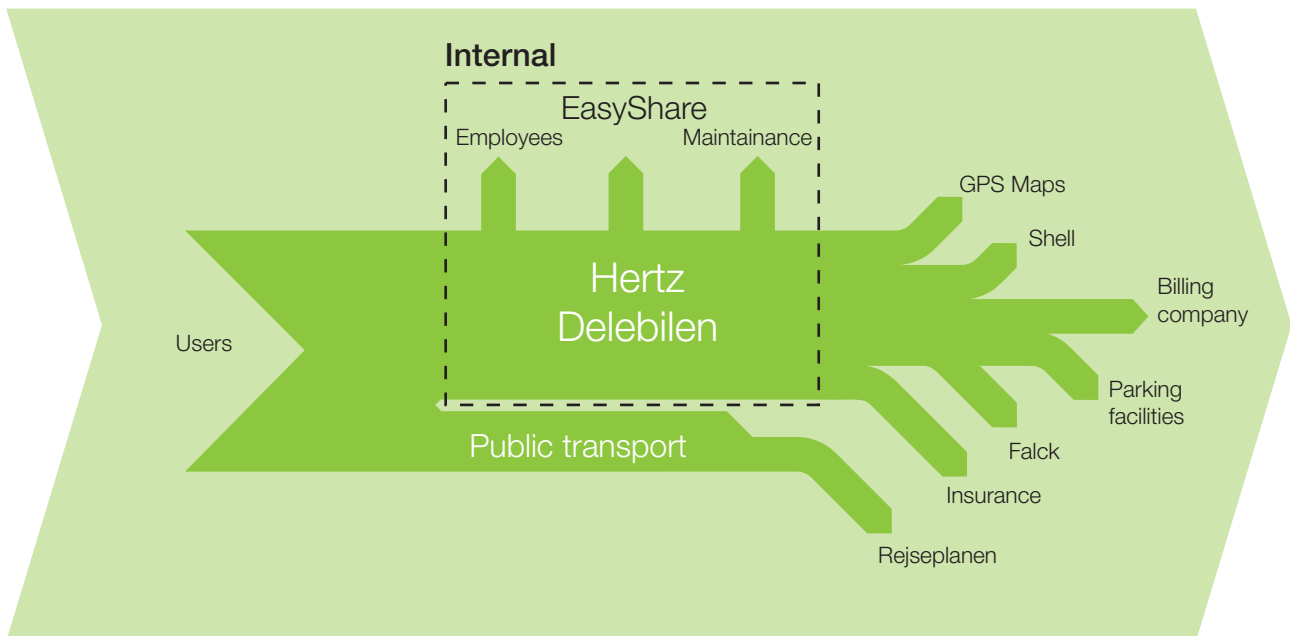 Internal
EasyShare
Employees
Maintainance
GPS Maps
Shell
Hertz
Delebilen
Billing
company
Users
Parking
facilities
Public transport
Falck
Insurance
Rejseplanen